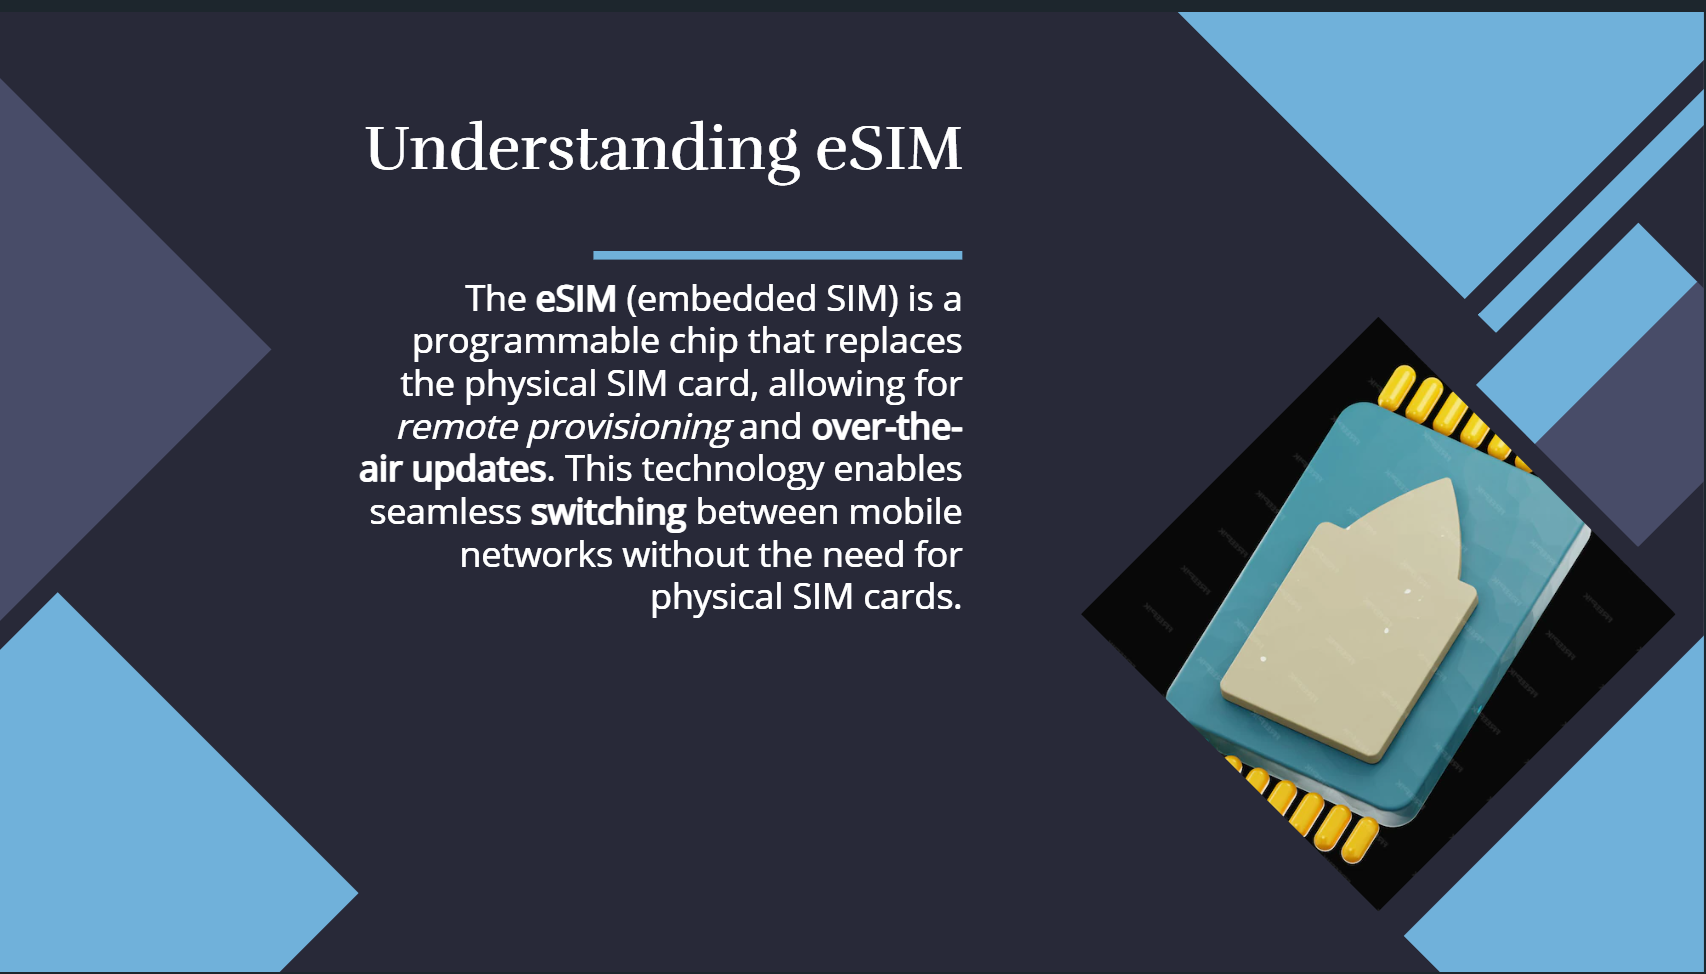 Understanding eSIM
The eSIM (embedded SIM) is a
programmable chip that replaces
the physical SIM card, allowing for
remote provisioning and over-the-
air updates. This technology enables
seamless switching between mobile
networks without the need for
physical SIM cards.